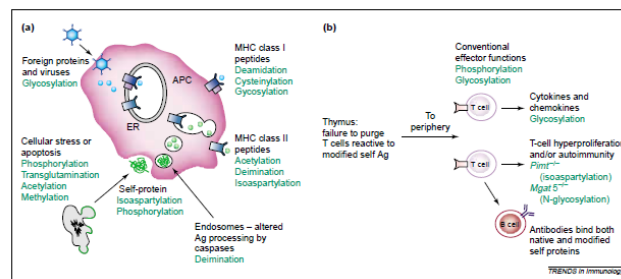 (a)
Foreign proteins
and viruses
Glycosylation
APC
ER
MHC class I
peptides
Deamidation
Cysteinylation
Gycosylation
MHC class II
peptides
Acetylation
Deimination
Isoaspartylation
Cellular stress or
apoptosis
Phosphorylation
Transglutamination
Acetylation
Methylation
Self-protein
Isoaspartylation
Phosphorylation
Endosomes – altered
Ag processing by
caspases
Deimination
(b)
Conventional
effector functions
Phosphorylation
Glycosylation
Thymus:
failure to purge
T cells reactive to
modified self Ag
To
periphery
T cell
Cytokines and
chemokines
Glycosylation
T cell
T-cell hyperproliferation
and/or autoimmunity
Pimt–/–
(isoaspartylation)
Mgat 5–/–
(N-glycosylation)
B cell
Antibodies bind both
native and modified
self proteins
TRENDS in Immunology